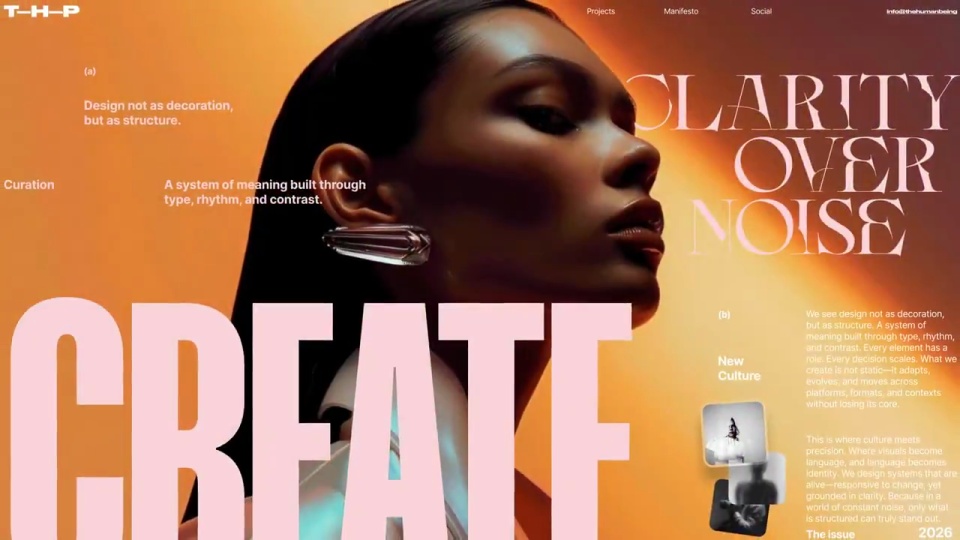 T—H—P
Projects
Manifesto
Social
info@thehumanbeing
(a)
Design not as decoration,
but as structure.
Curation
A system of meaning built through
type, rhythm, and contrast.
CLARITY
OVER
NOISE
CREATE
(b)
New
Culture
We see design not as decoration,
but as structure. A system of
meaning built through type, rhythm,
and contrast. Every element has a
role. Every decision scales. What we
create is not static—it adapts,
evolves, and moves across
platforms, formats, and contexts
without losing its core.
This is where culture meets
precision. Where visuals become
language, and language becomes
identity. We design systems that are
alive—responsive to change, yet
grounded in clarity. Because in a
world of constant noise, only what
is structured can truly stand out.
The issue
2026